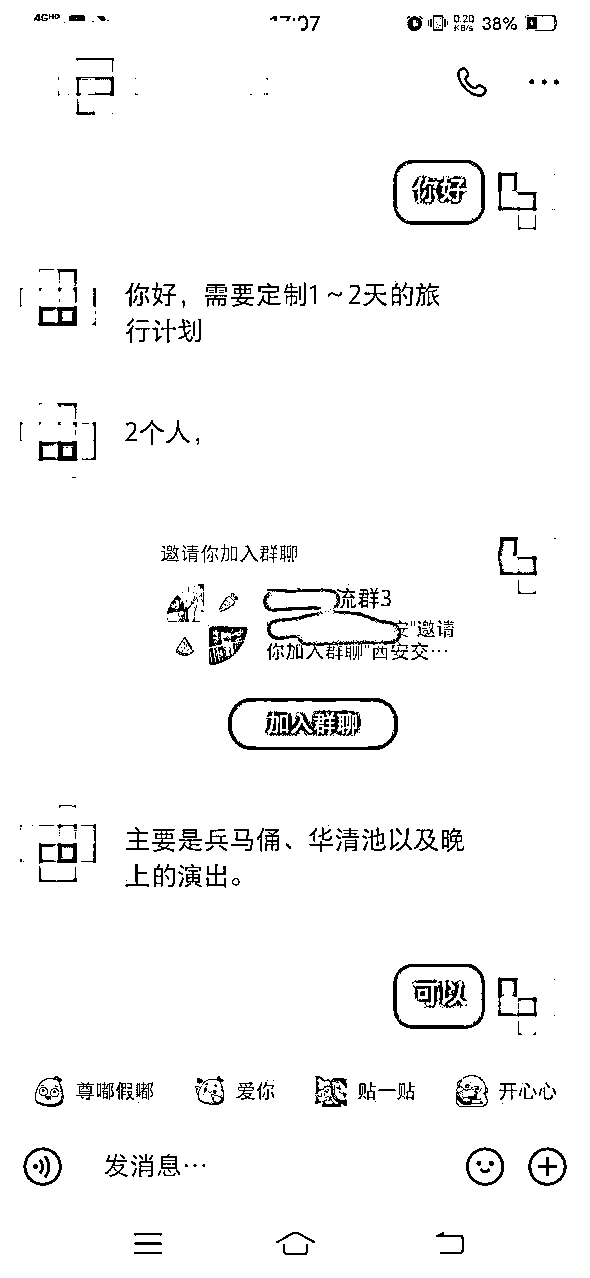 4G HD
07
0.20
KB/s
38%
你好
你好，需要定制1～2天的旅
行计划
2个人，
邀请你加入群聊
流群3
"邀请
你加入群聊"西安交…
加入群聊
主要是兵马俑、华清池以及晚
上的演出。
可以
尊嘟假嘟
爱你
贴一贴
开心心
发消息…